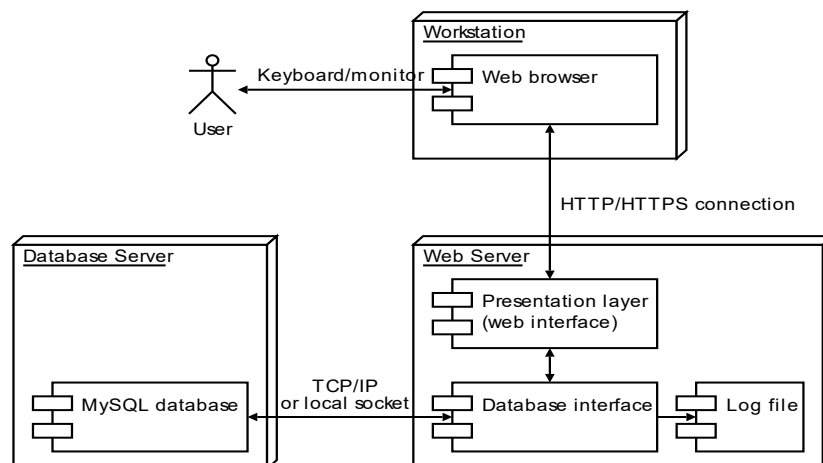 Workstation
Web browser
Keyboard/monitor
User
HTTP/HTTPS connection
Database Server
Web Server
Presentation layer
(web interface)
TCP/IP
or local socket
MySQL database
Database interface
Log file